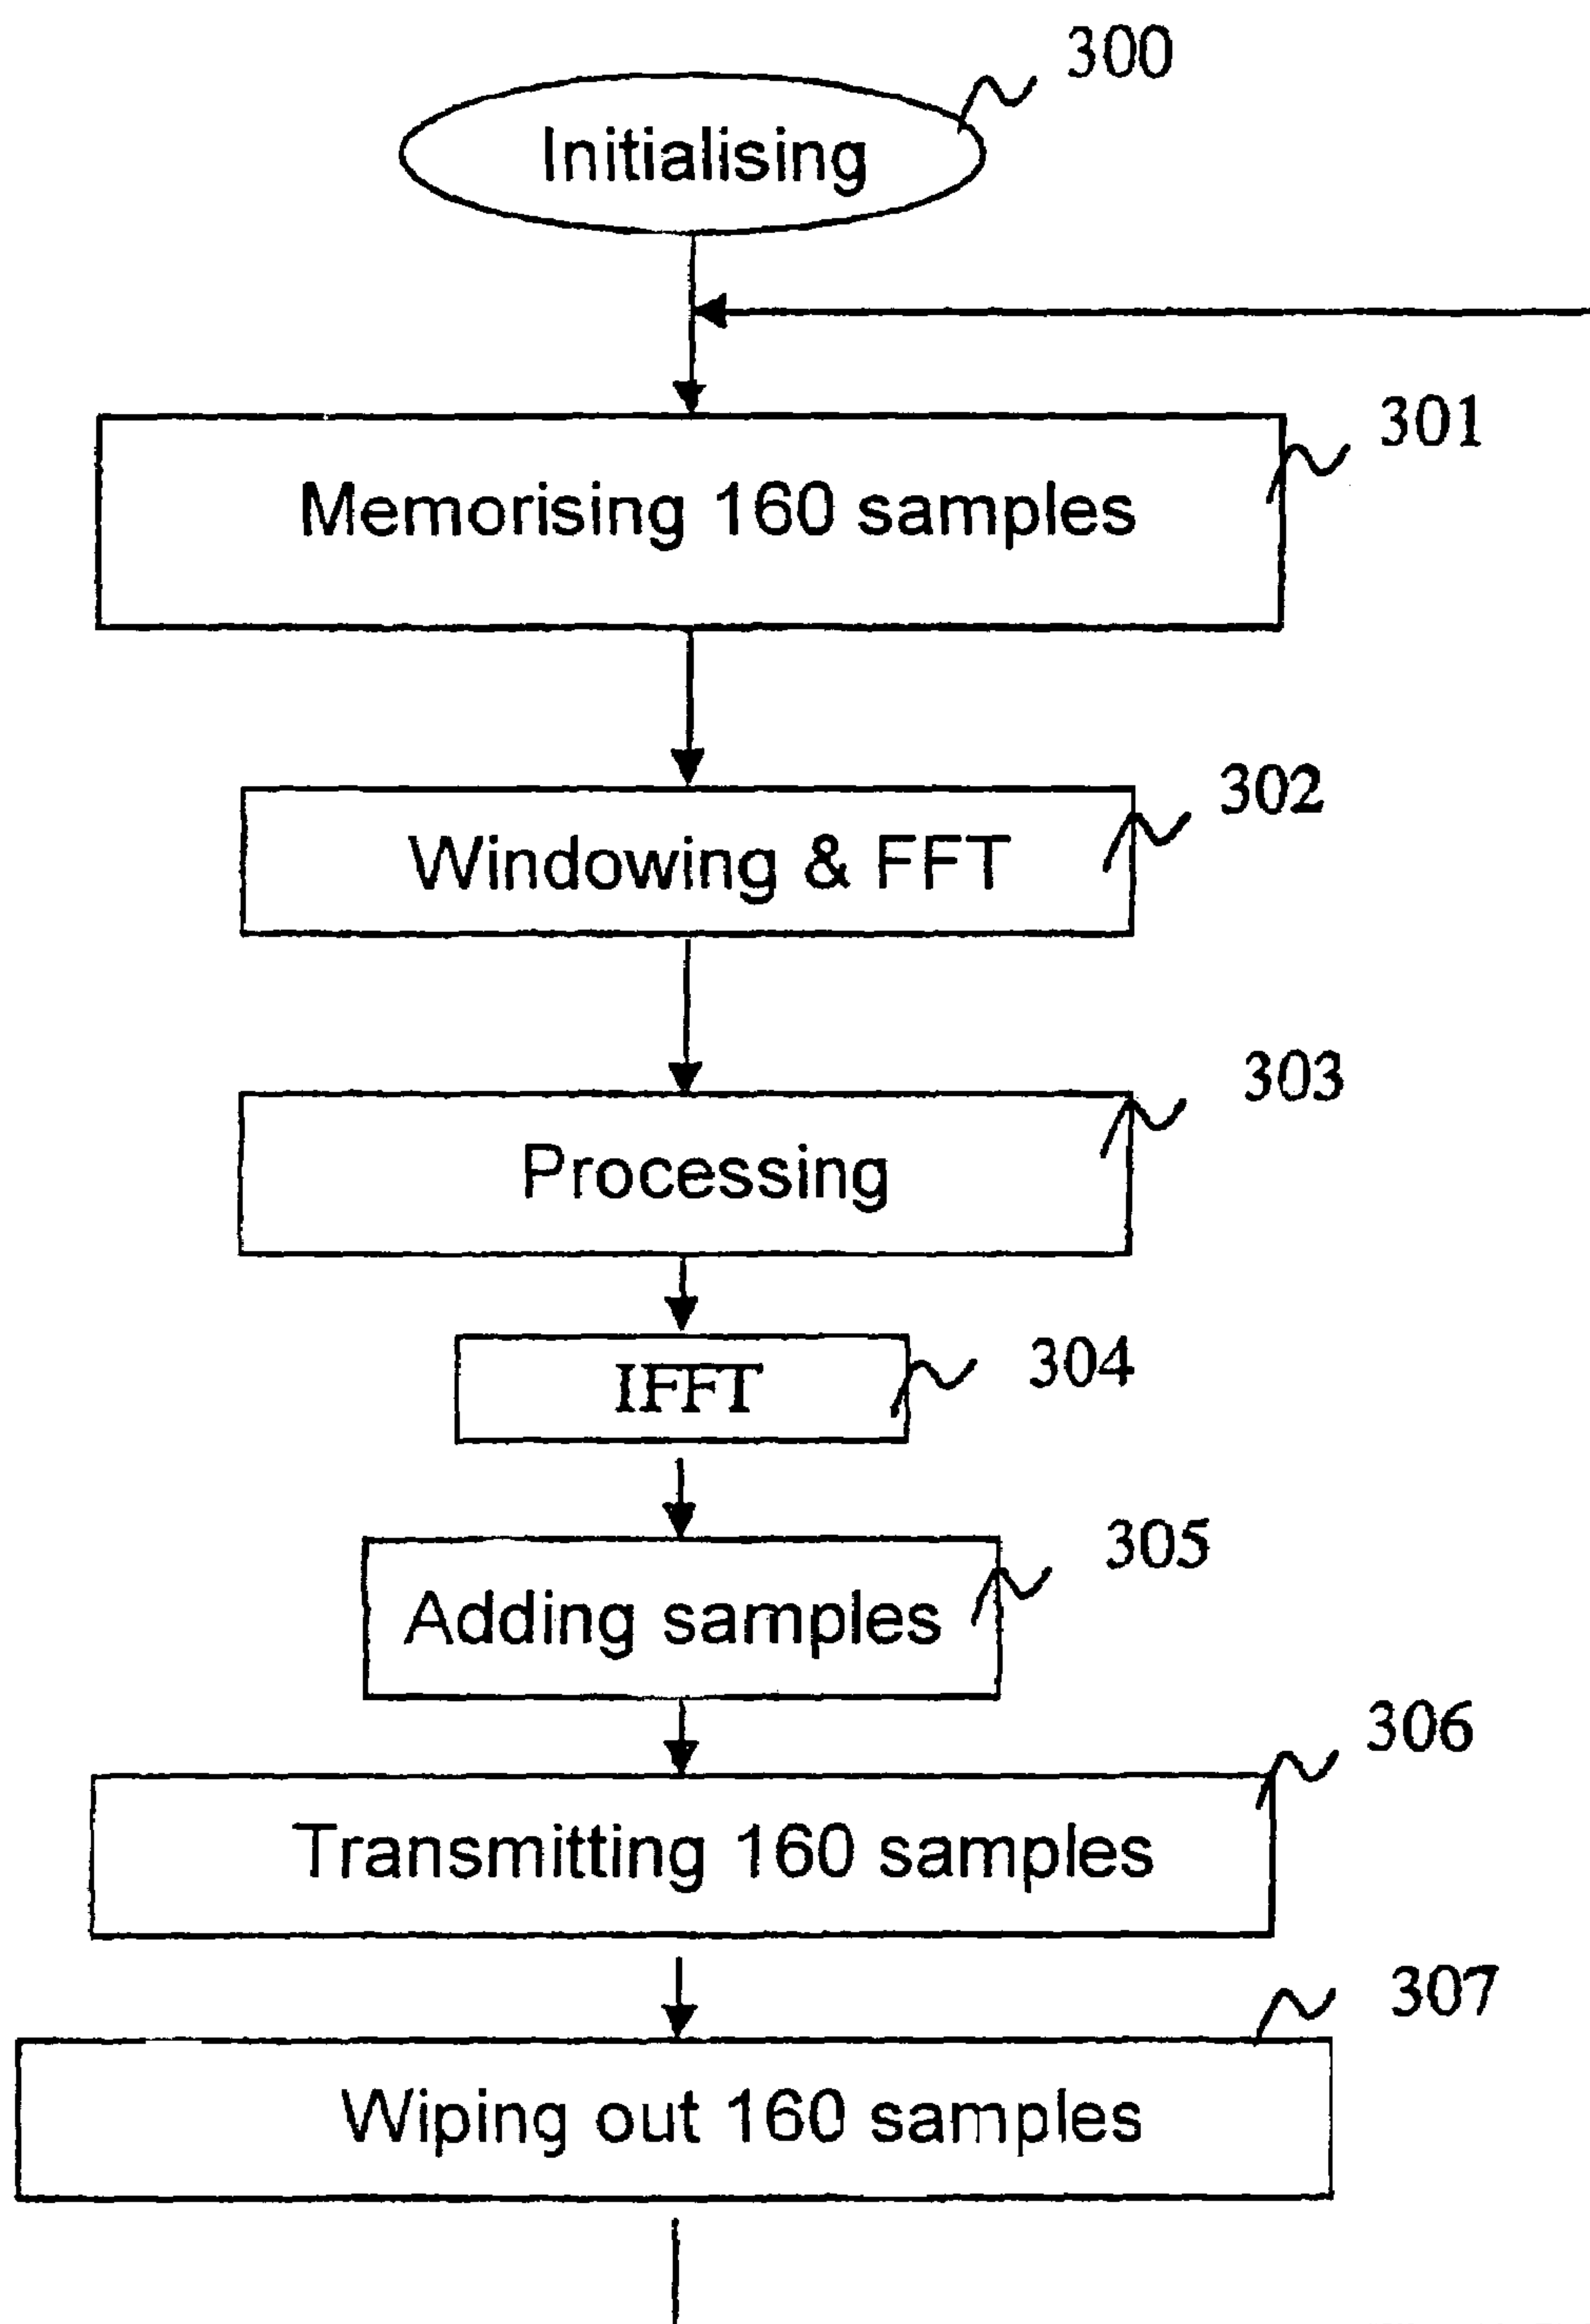 300
Initialising
301
Memorising 160 samples
302
Windowing & FFT
303
Processing
304
IFFT
305
Adding samples
306
Transmitting 160 samples
307
Wiping out 160 samples